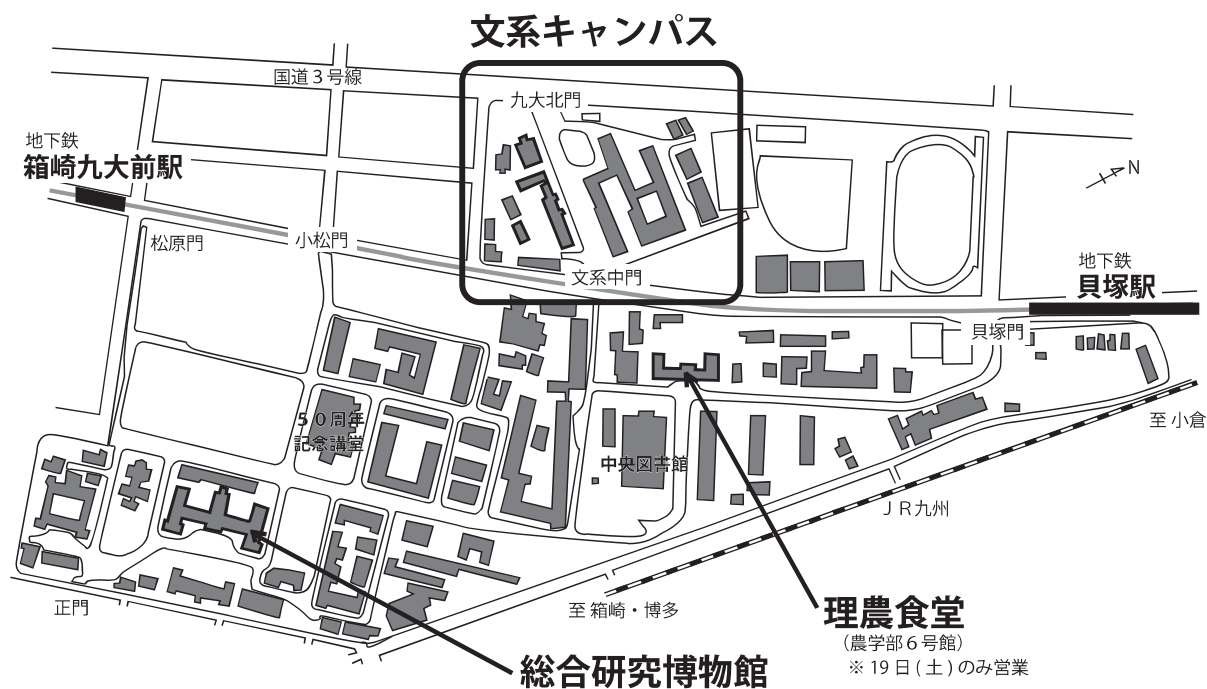 文系キャンパス
国道３号線
九大北門
地下鉄
箱崎九大前駅
N
松原門
小松門
文系中門
地下鉄
貝塚駅
貝塚門
５０周年
記念講堂
中央図書館
至 小倉
ＪＲ九州
正門
至 箱崎・博多
理農食堂
（農学部６号館）
※ 19 日 ( 土 ) のみ営業
総合研究博物館